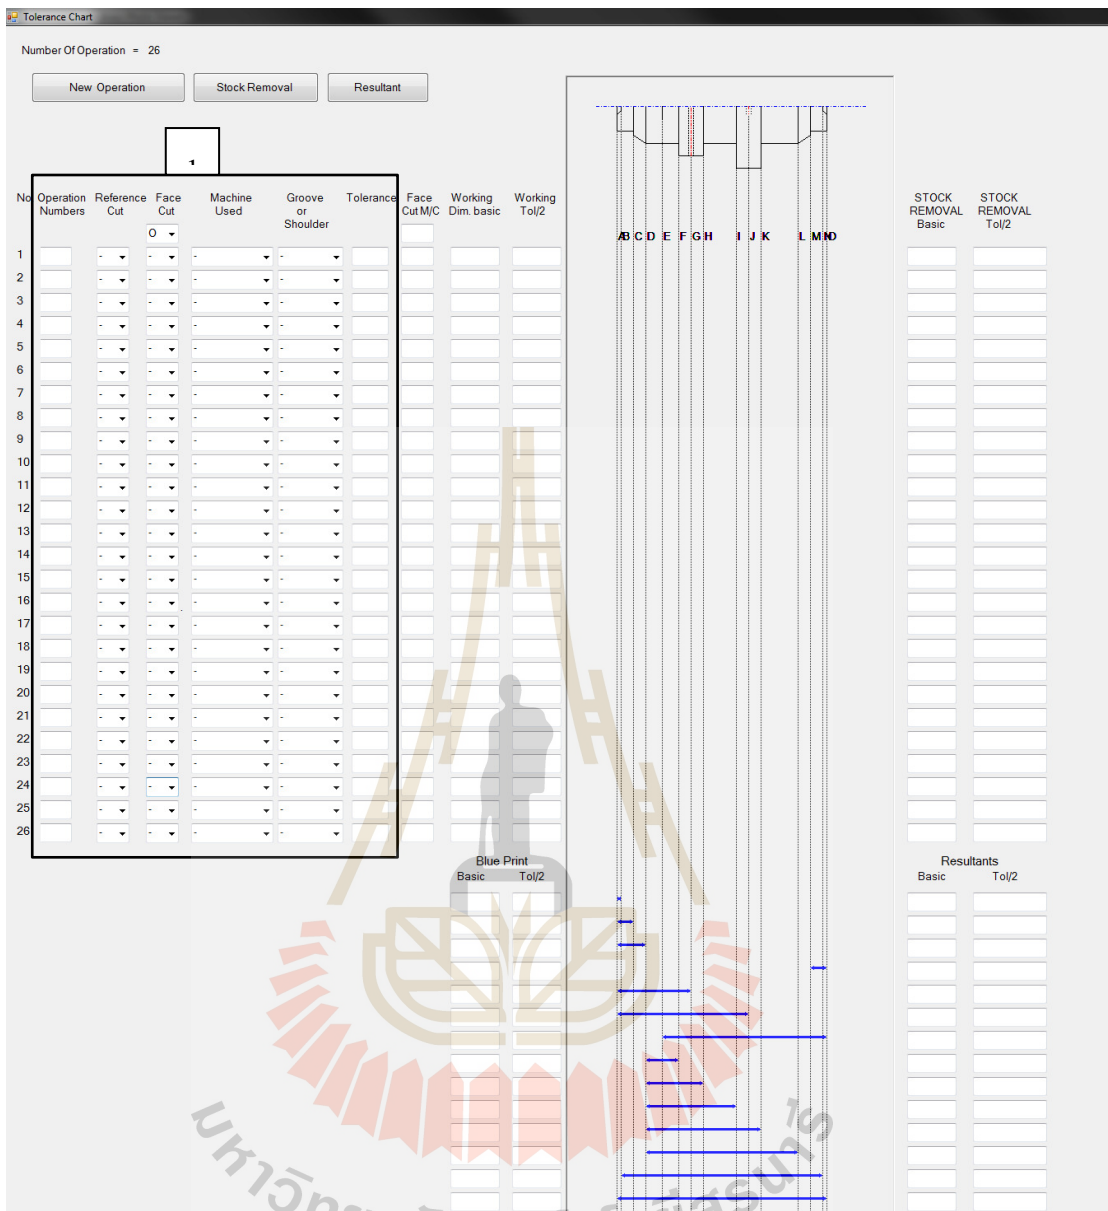 Tolerance Chart
Number Of Operation = 26
New Operation Stock Removal Resultant
1
No Operation Numbers Reference Cut Face Cut Machine Used Groove or Shoulder Tolerance Face Cut M/C Working Dim. basic Working Tol/2 STOCK REMOVAL Basic STOCK REMOVAL Tol/2
O
A B C D E F G H I J K L M N O
1 - - - -
2 - - - -
3 - - - -
4 - - - -
5 - - - -
6 - - - -
7 - - - -
8 - - - -
9 - - - -
10 - - - -
11 - - - -
12 - - - -
13 - - - -
14 - - - -
15 - - - -
16 - - - -
17 - - - -
18 - - - -
19 - - - -
20 - - - -
21 - - - -
22 - - - -
23 - - - -
24 - - - -
25 - - - -
26 - - - -
Blue Print Resultants
Basic Tol/2 Basic Tol/2